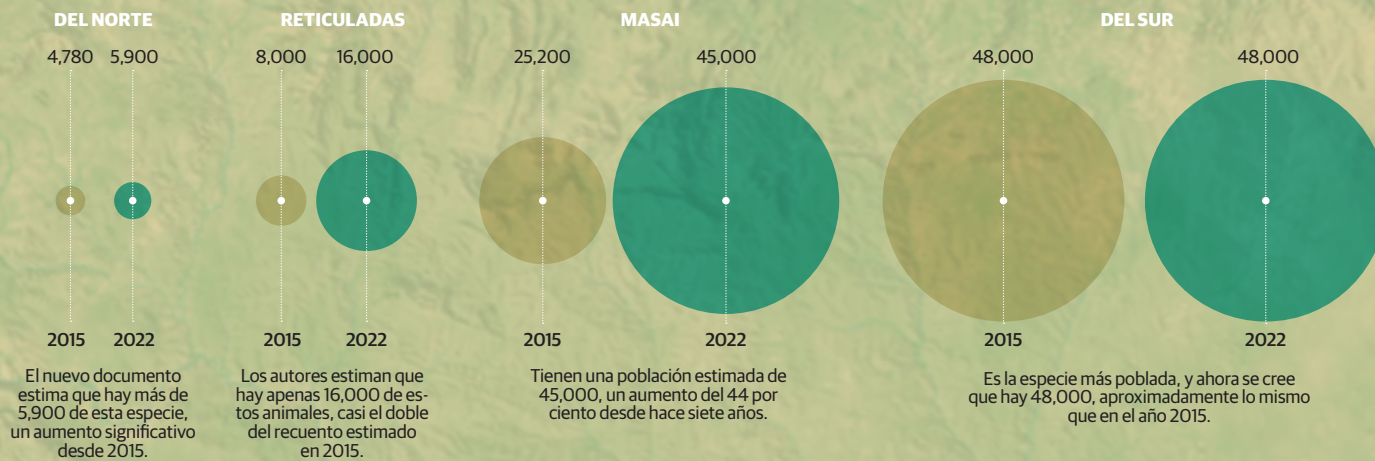 DEL NORTE
4,780 5,900
2015 2022
El nuevo documento
estima que hay más de
5,900 de esta especie,
un aumento significativo
desde 2015.
RETICULADAS
8,000 16,000
2015 2022
Los autores estiman que
hay apenas 16,000 de es-
tos animales, casi el doble
del recuento estimado
en 2015.
MASAI
25,200 45,000
2015 2022
Tienen una población estimada de
45,000, un aumento del 44 por
ciento desde hace siete años.
DEL SUR
48,000 48,000
2015 2022
Es la especie más poblada, y ahora se cree
que hay 48,000, aproximadamente lo mismo
que en el año 2015.